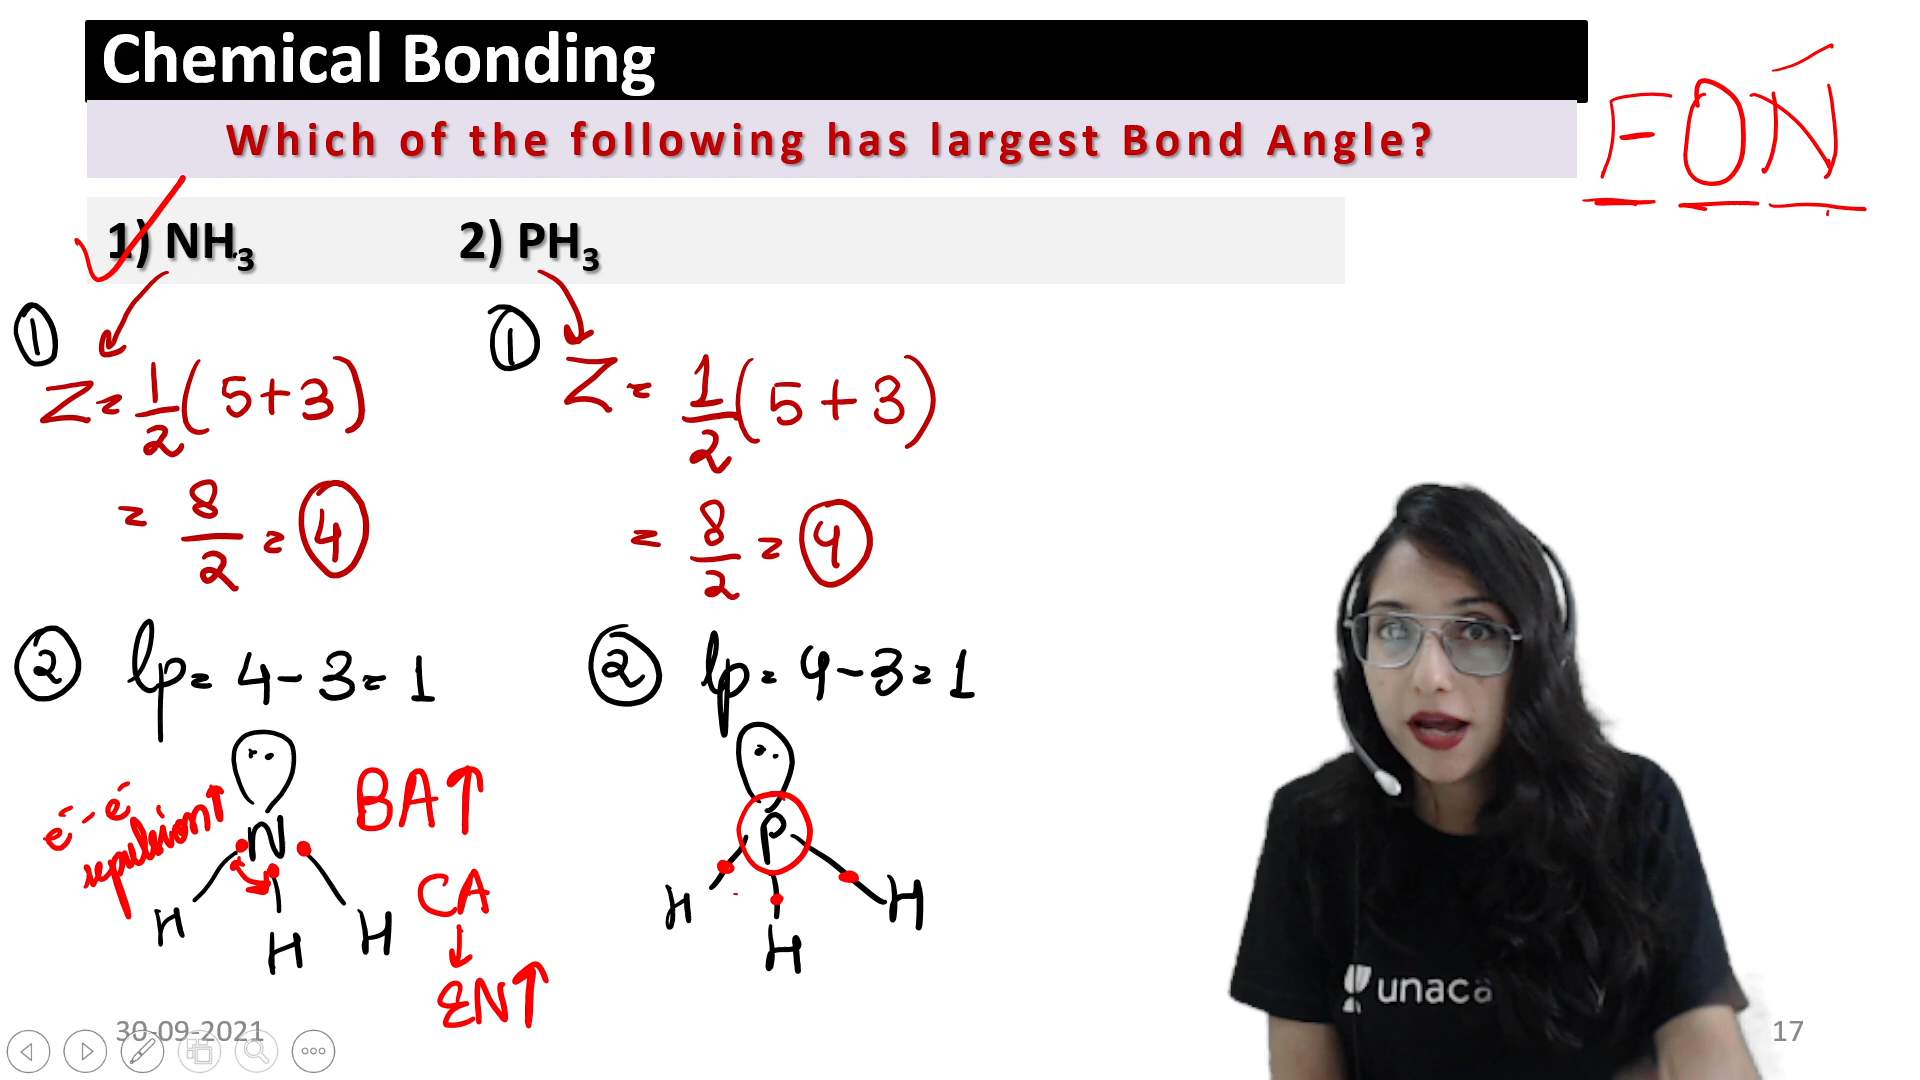 Chemical Bonding
FON
Which of the following has largest Bond Angle?
1) NH₃ 2) PH₃
① ①
Z = 1/2 (5+3) Z = 1/2 (5+3)
= 8/2 = 4 = 8/2 = 4
② lp = 4-3 = 1 ② lp = 4-3 = 1
e⁻-e⁻ repulsion↑
BA↑
N P
H H H H H H
CA
↓
EN↑
unaca
30-09-2021
17